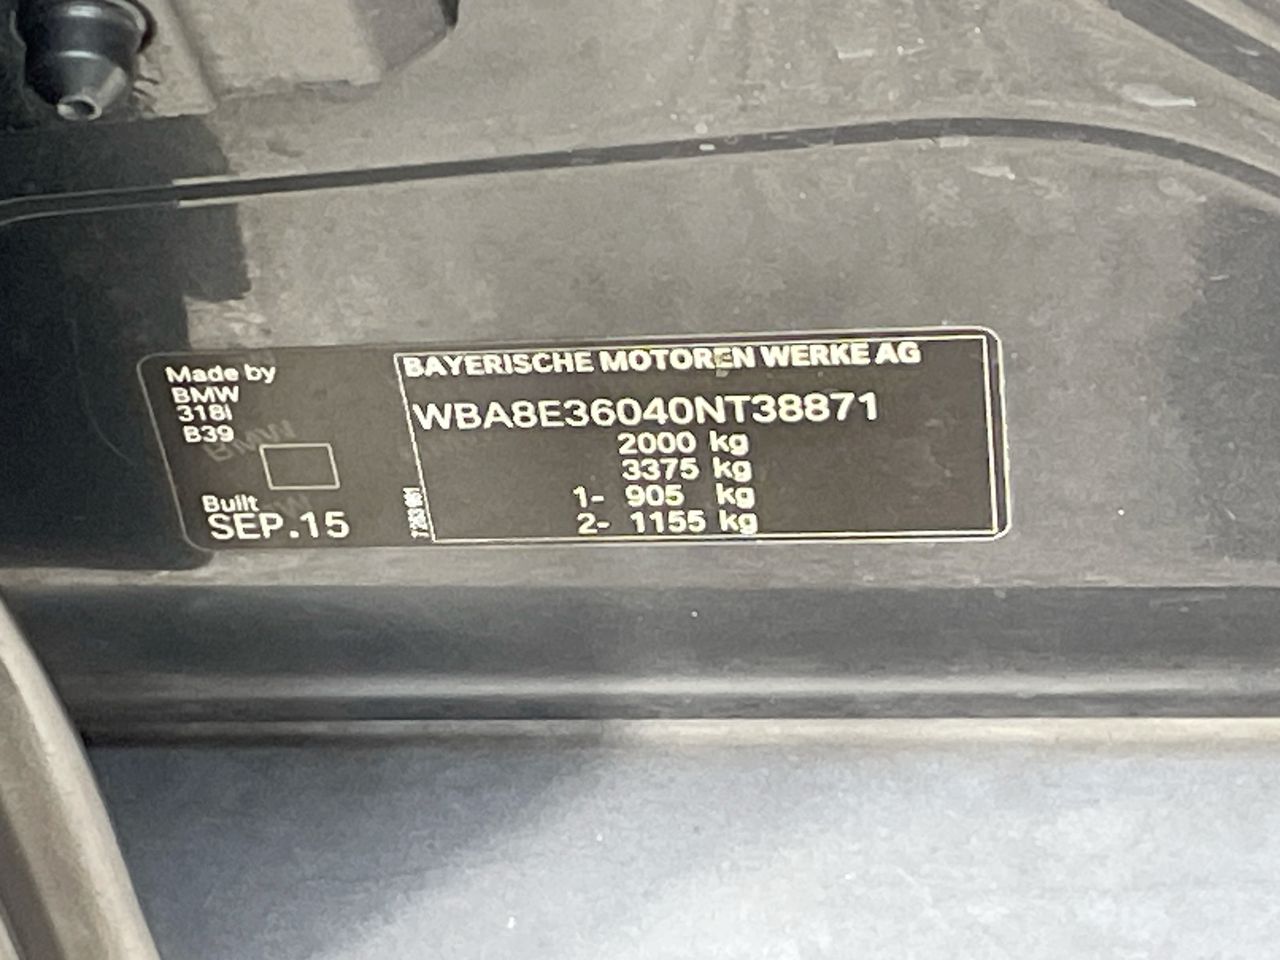 Made by
BMW
318i
B39
Built
SEP.15
BAYERISCHE MOTOREN WERKE AG
WBA8E36040NT38871
2000 kg
3375 kg
1- 905 kg
2- 1155 kg